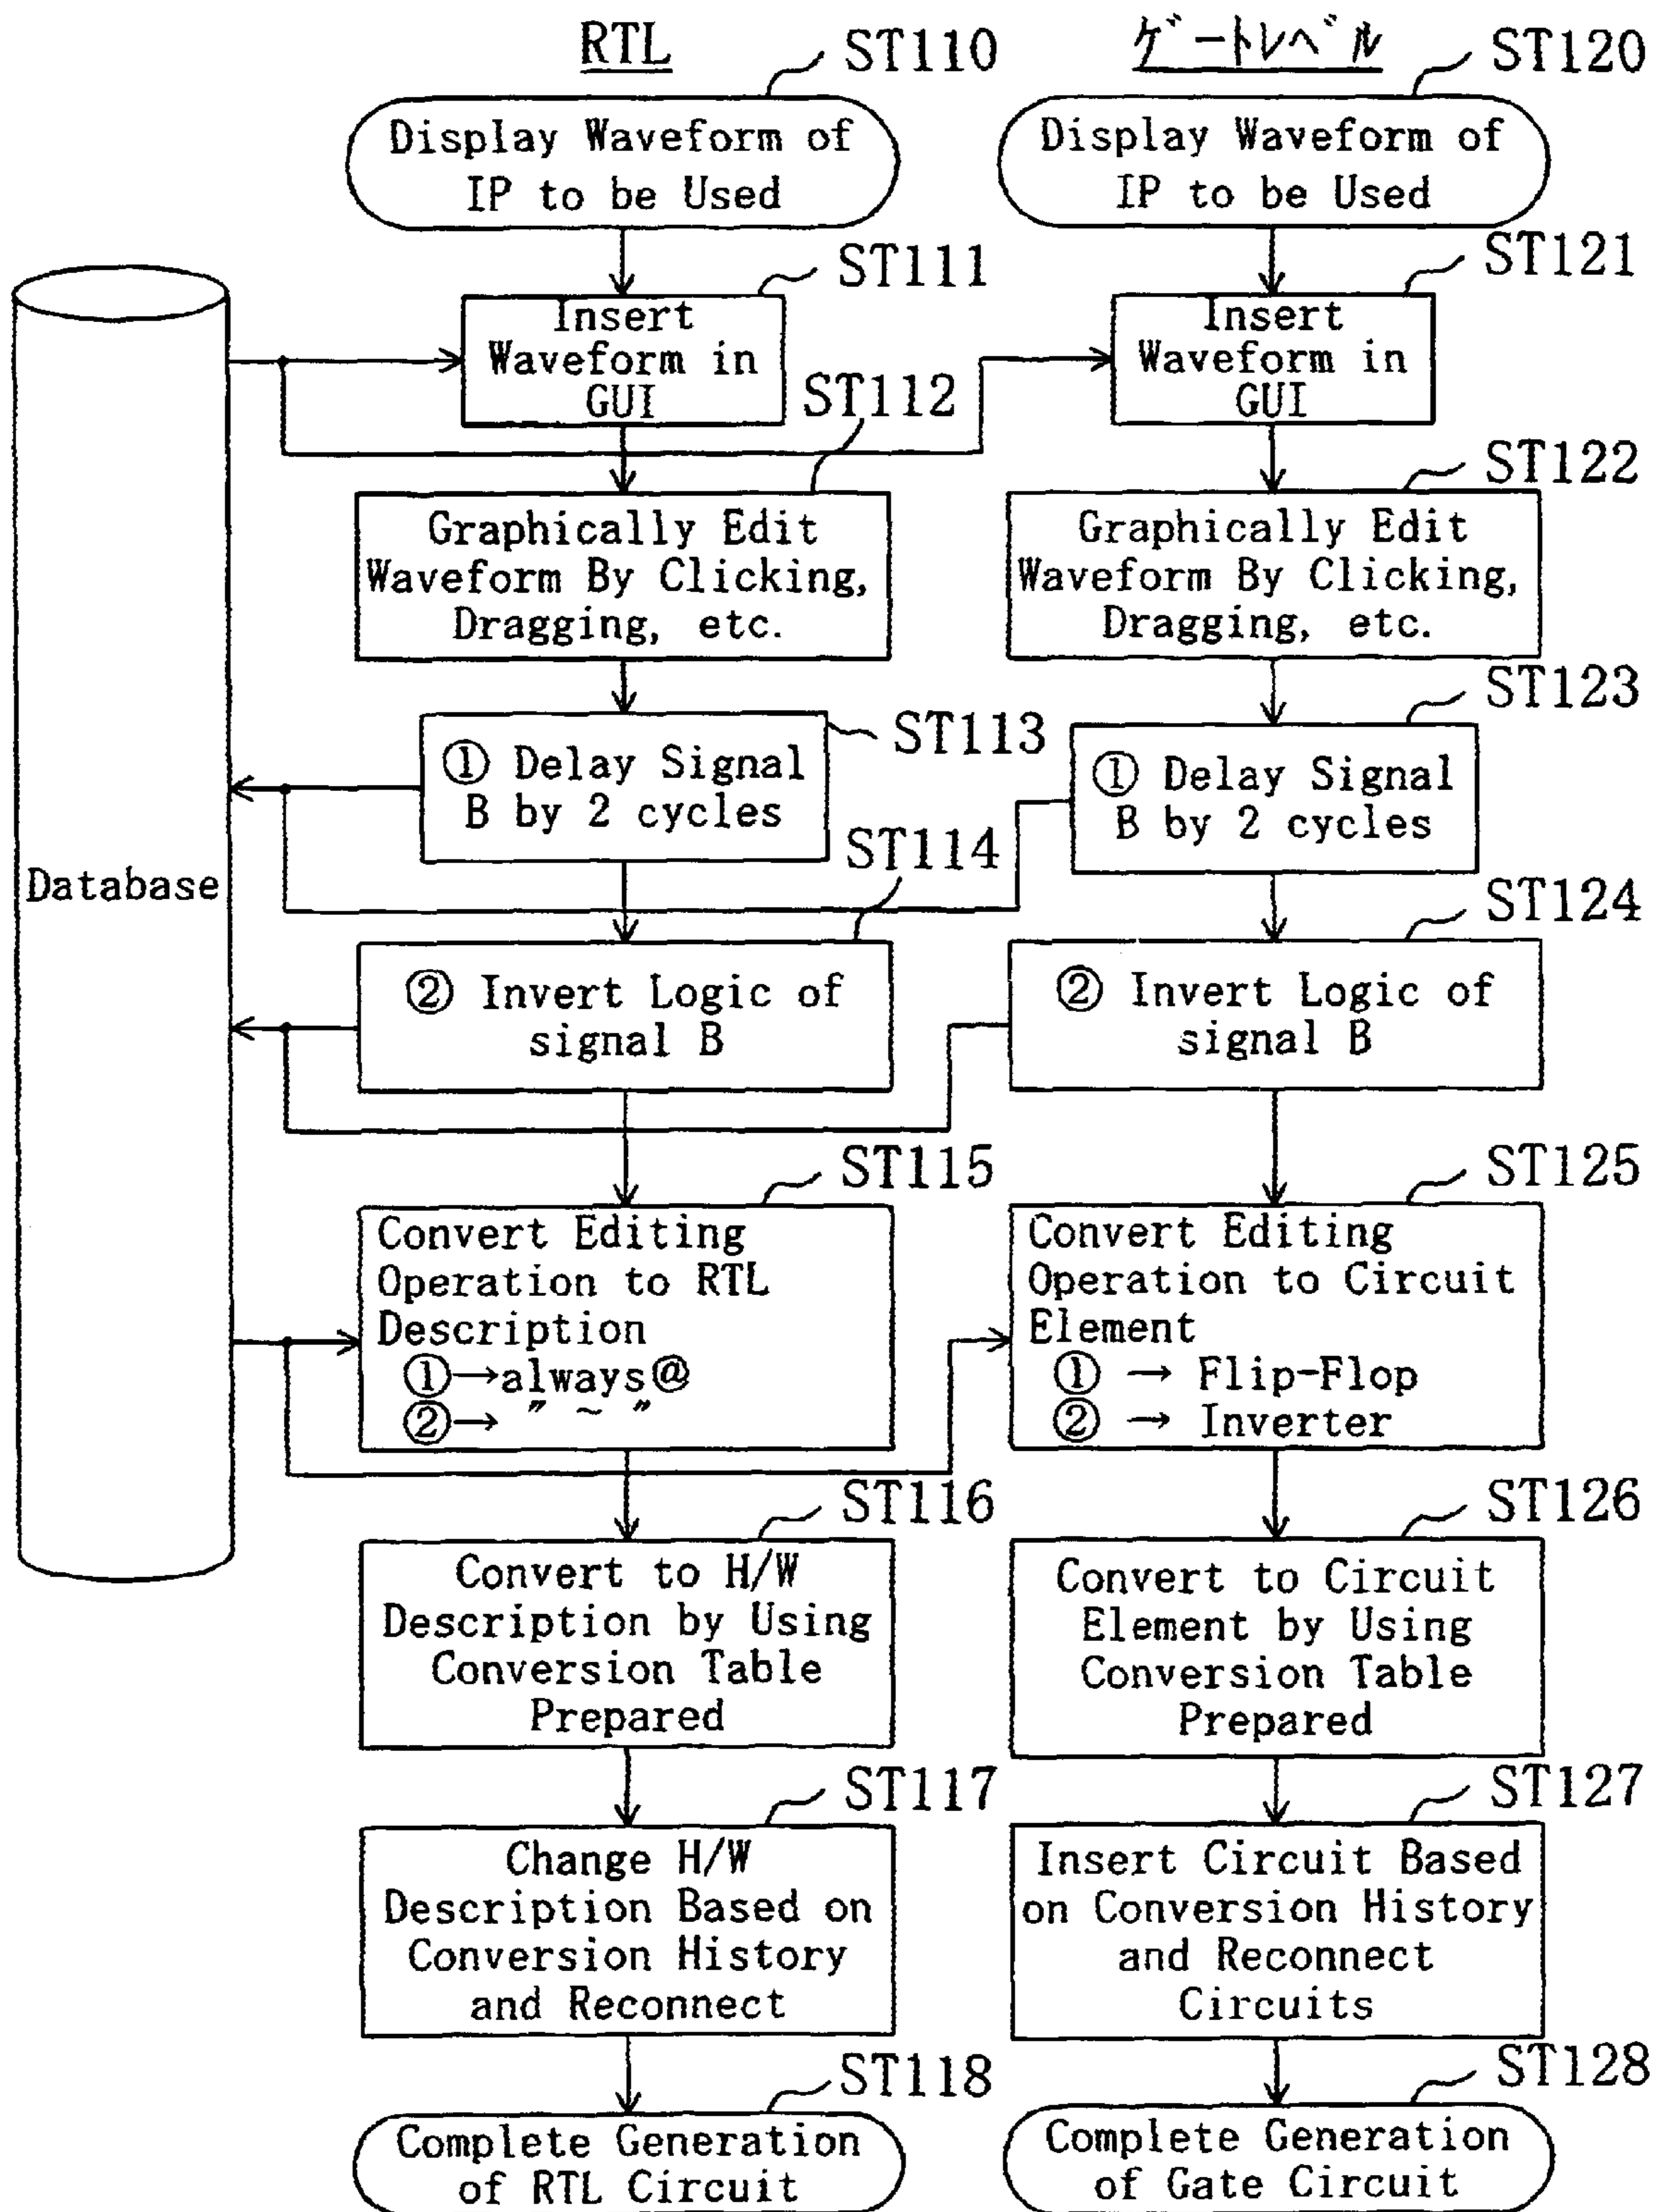 RTL
ST110
Display Waveform of
IP to be Used
ST111
Insert
Waveform in
GUI
ST112
Graphically Edit
Waveform By Clicking,
Dragging, etc.
ST113
① Delay Signal
B by 2 cycles
ST114
② Invert Logic of
signal B
ST115
Convert Editing
Operation to RTL
Description
①→always@
②→ " ~ "
ST116
Convert to H/W
Description by Using
Conversion Table
Prepared
ST117
Change H/W
Description Based on
Conversion History
and Reconnect
ST118
Complete Generation
of RTL Circuit
Database
ゲートレベル
ST120
Display Waveform of
IP to be Used
ST121
Insert
Waveform in
GUI
ST122
Graphically Edit
Waveform By Clicking,
Dragging, etc.
ST123
① Delay Signal
B by 2 cycles
ST124
② Invert Logic of
signal B
ST125
Convert Editing
Operation to Circuit
Element
① → Flip-Flop
② → Inverter
ST126
Convert to Circuit
Element by Using
Conversion Table
Prepared
ST127
Insert Circuit Based
on Conversion History
and Reconnect
Circuits
ST128
Complete Generation
of Gate Circuit